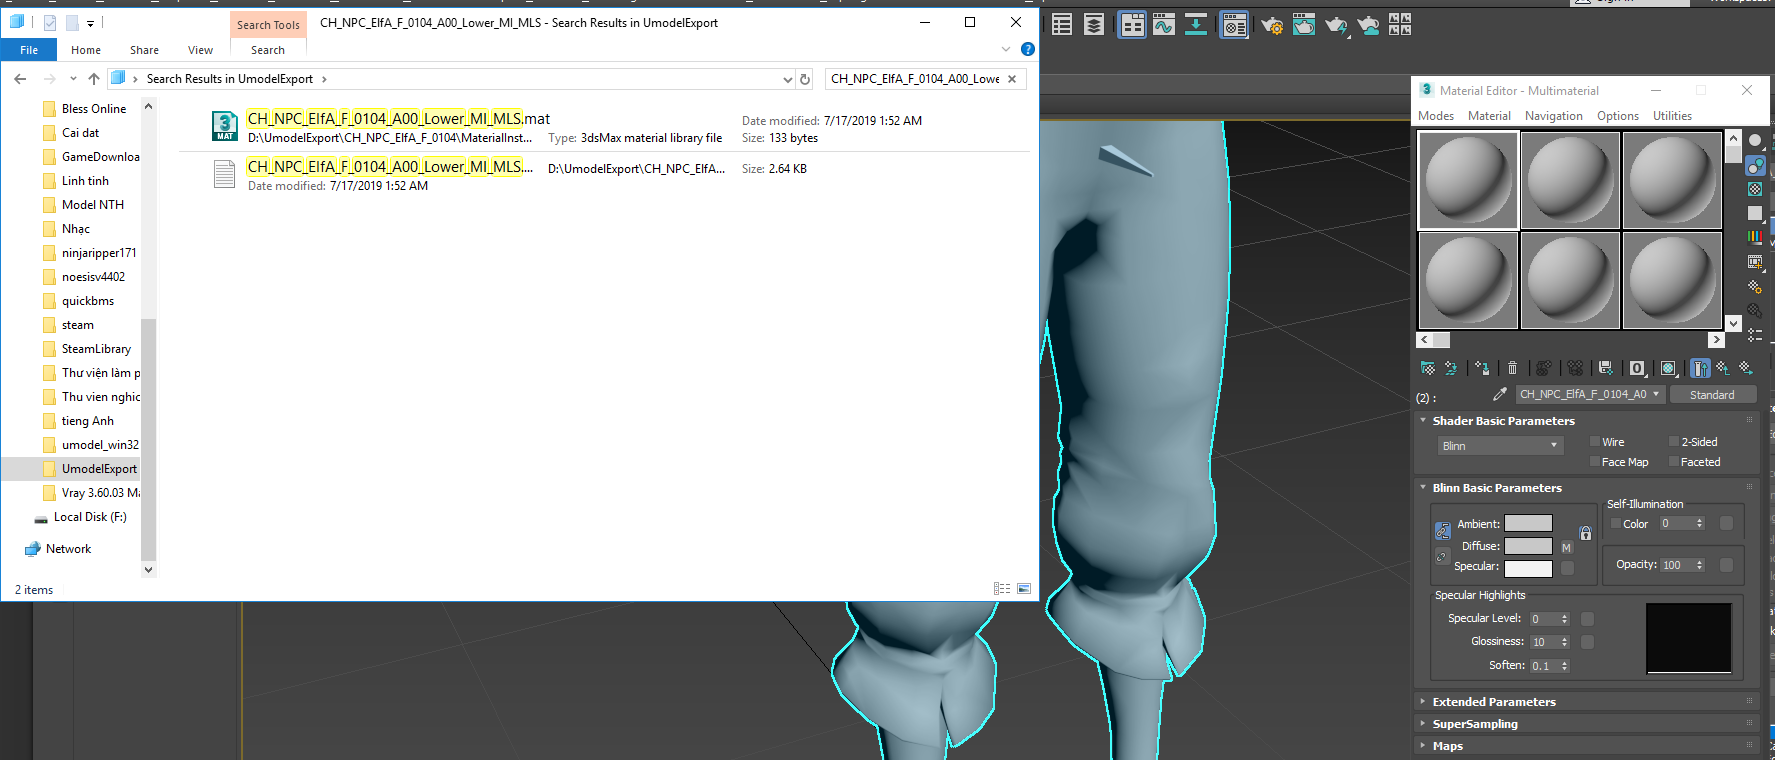 Search Tools
CH_NPC_ElfA_F_0104_A00_Lower_MI_MLS - Search Results in UmodelExport
File
Home
Share
View
Search
Search Results in UmodelExport
CH_NPC_ElfA_F_0104_A00_Lowe
Bless Online
Cai dat
GameDownloa
Linh tinh
Model NTH
Nhạc
ninjaripper171
noesisv4402
quickbms
steam
SteamLibrary
Thư viện làm p
Thu vien nghic
tieng Anh
umodel_win32
UmodelExport
Vray 3.60.03 Ma
Local Disk (F:)
Network
2 items
CH_NPC_ElfA_F_0104_A00_Lower_MI_MLS.mat
D:\UmodelExport\CH_NPC_ElfA_F_0104\MaterialInst...
Type: 3dsMax material library file
Date modified: 7/17/2019 1:52 AM
Size: 133 bytes
CH_NPC_ElfA_F_0104_A00_Lower_MI_MLS....
D:\UmodelExport\CH_NPC_ElfA...
Size: 2.64 KB
Date modified: 7/17/2019 1:52 AM
MAT
Material Editor - Multimaterial
Modes
Material
Navigation
Options
Utilities
(2) :
CH_NPC_ElfA_F_0104_A0
Standard
Shader Basic Parameters
Blinn
Wire
2-Sided
Face Map
Faceted
Blinn Basic Parameters
Self-Illumination
Ambient:
Color
0
Diffuse:
M
Specular:
Opacity: 100
Specular Highlights
Specular Level: 0
Glossiness: 10
Soften: 0.1
Extended Parameters
SuperSampling
Maps